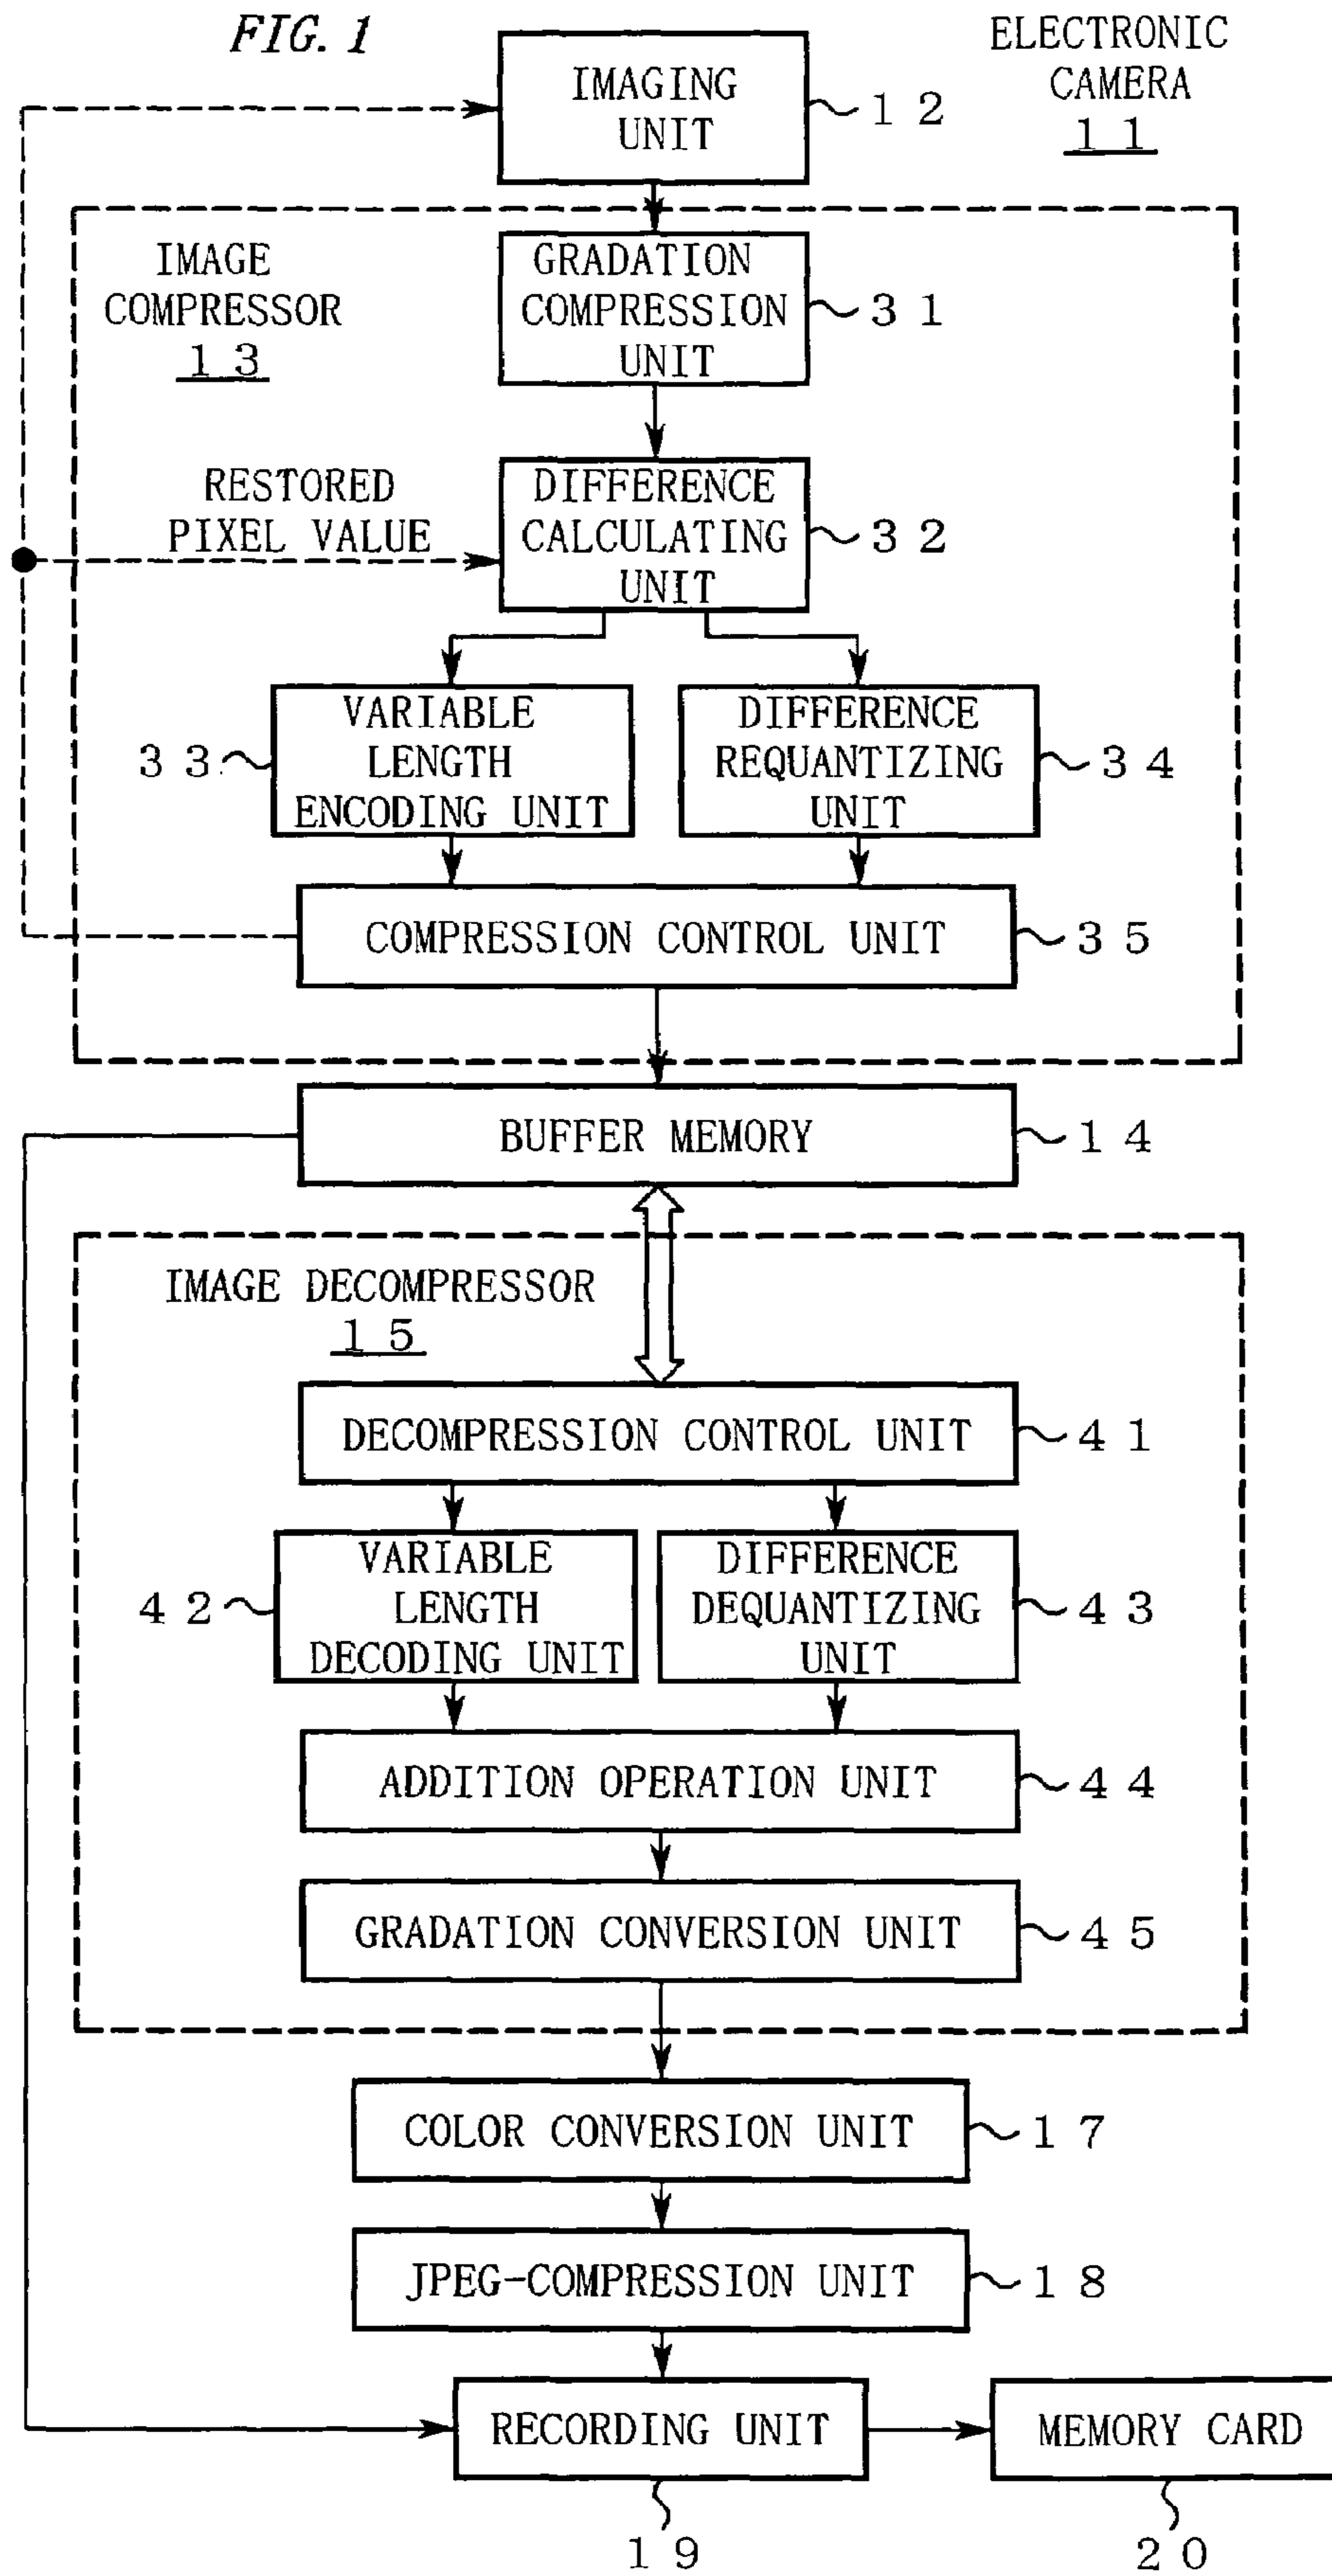 FIG. 1
ELECTRONIC
CAMERA
11
IMAGING
UNIT
12
IMAGE
COMPRESSOR
13
GRADATION
COMPRESSION
UNIT
31
RESTORED
PIXEL VALUE
DIFFERENCE
CALCULATING
UNIT
32
VARIABLE
LENGTH
ENCODING UNIT
33
DIFFERENCE
REQUANTIZING
UNIT
34
COMPRESSION CONTROL UNIT
35
BUFFER MEMORY
14
IMAGE DECOMPRESSOR
15
DECOMPRESSION CONTROL UNIT
41
VARIABLE
LENGTH
DECODING UNIT
42
DIFFERENCE
DEQUANTIZING
UNIT
43
ADDITION OPERATION UNIT
44
GRADATION CONVERSION UNIT
45
COLOR CONVERSION UNIT
17
JPEG-COMPRESSION UNIT
18
RECORDING UNIT
19
MEMORY CARD
20